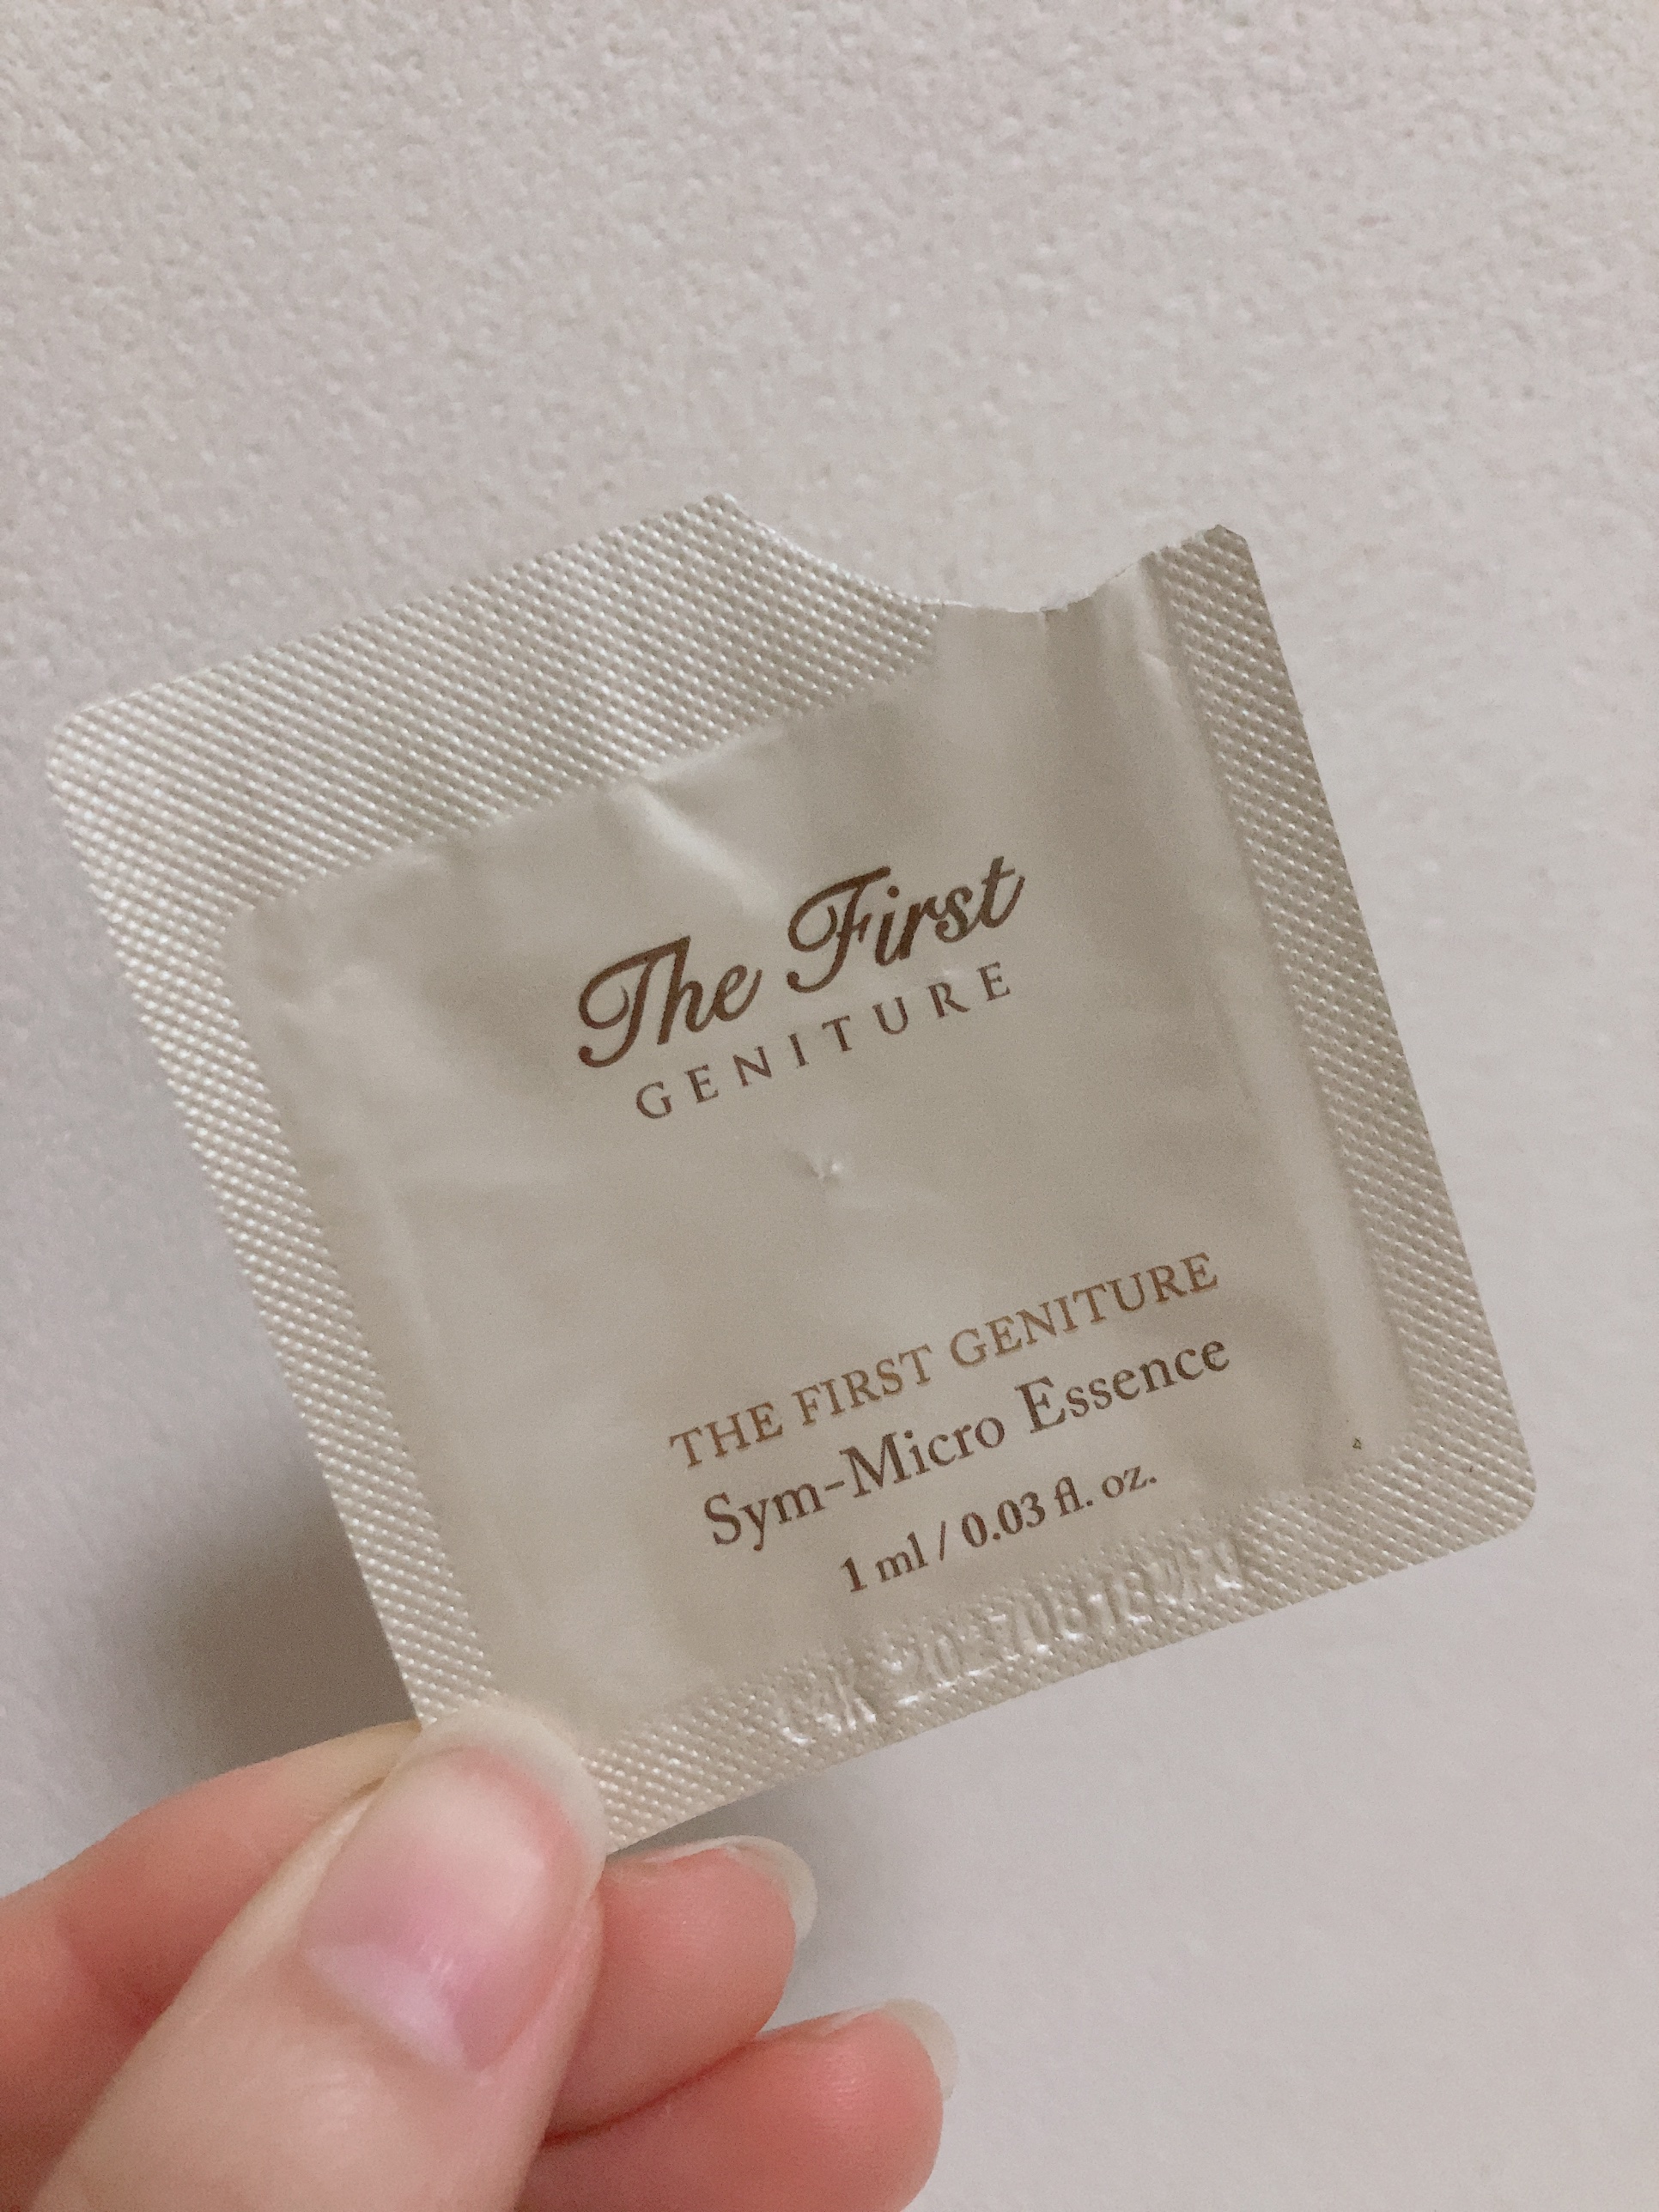 The First
GENITURE
THE FIRST GENITURE
Sym-Micro Essence
1 ml / 0.03 fl. oz.